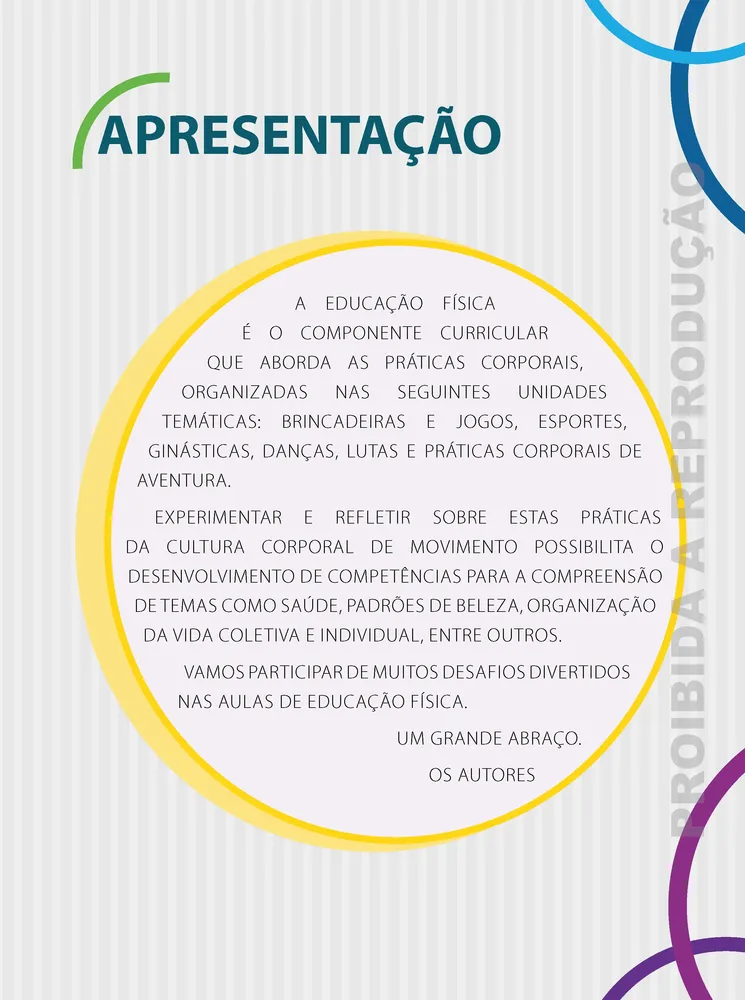 APRESENTAÇÃO
A EDUCAÇÃO FÍSICA
É O COMPONENTE CURRICULAR
QUE ABORDA AS PRÁTICAS CORPORAIS,
ORGANIZADAS NAS SEGUINTES UNIDADES
TEMÁTICAS: BRINCADEIRAS E JOGOS, ESPORTES,
GINÁSTICAS, DANÇAS, LUTAS E PRÁTICAS CORPORAIS DE
AVENTURA.
EXPERIMENTAR E REFLETIR SOBRE ESTAS PRÁTICAS
DA CULTURA CORPORAL DE MOVIMENTO POSSIBILITA O
DESENVOLVIMENTO DE COMPETÊNCIAS PARA A COMPREENSÃO
DE TEMAS COMO SAÚDE, PADRÕES DE BELEZA, ORGANIZAÇÃO
DA VIDA COLETIVA E INDIVIDUAL, ENTRE OUTROS.
VAMOS PARTICIPAR DE MUITOS DESAFIOS DIVERTIDOS
NAS AULAS DE EDUCAÇÃO FÍSICA.
UM GRANDE ABRAÇO.
OS AUTORES
PROIBIDA A REPRODUÇÃO